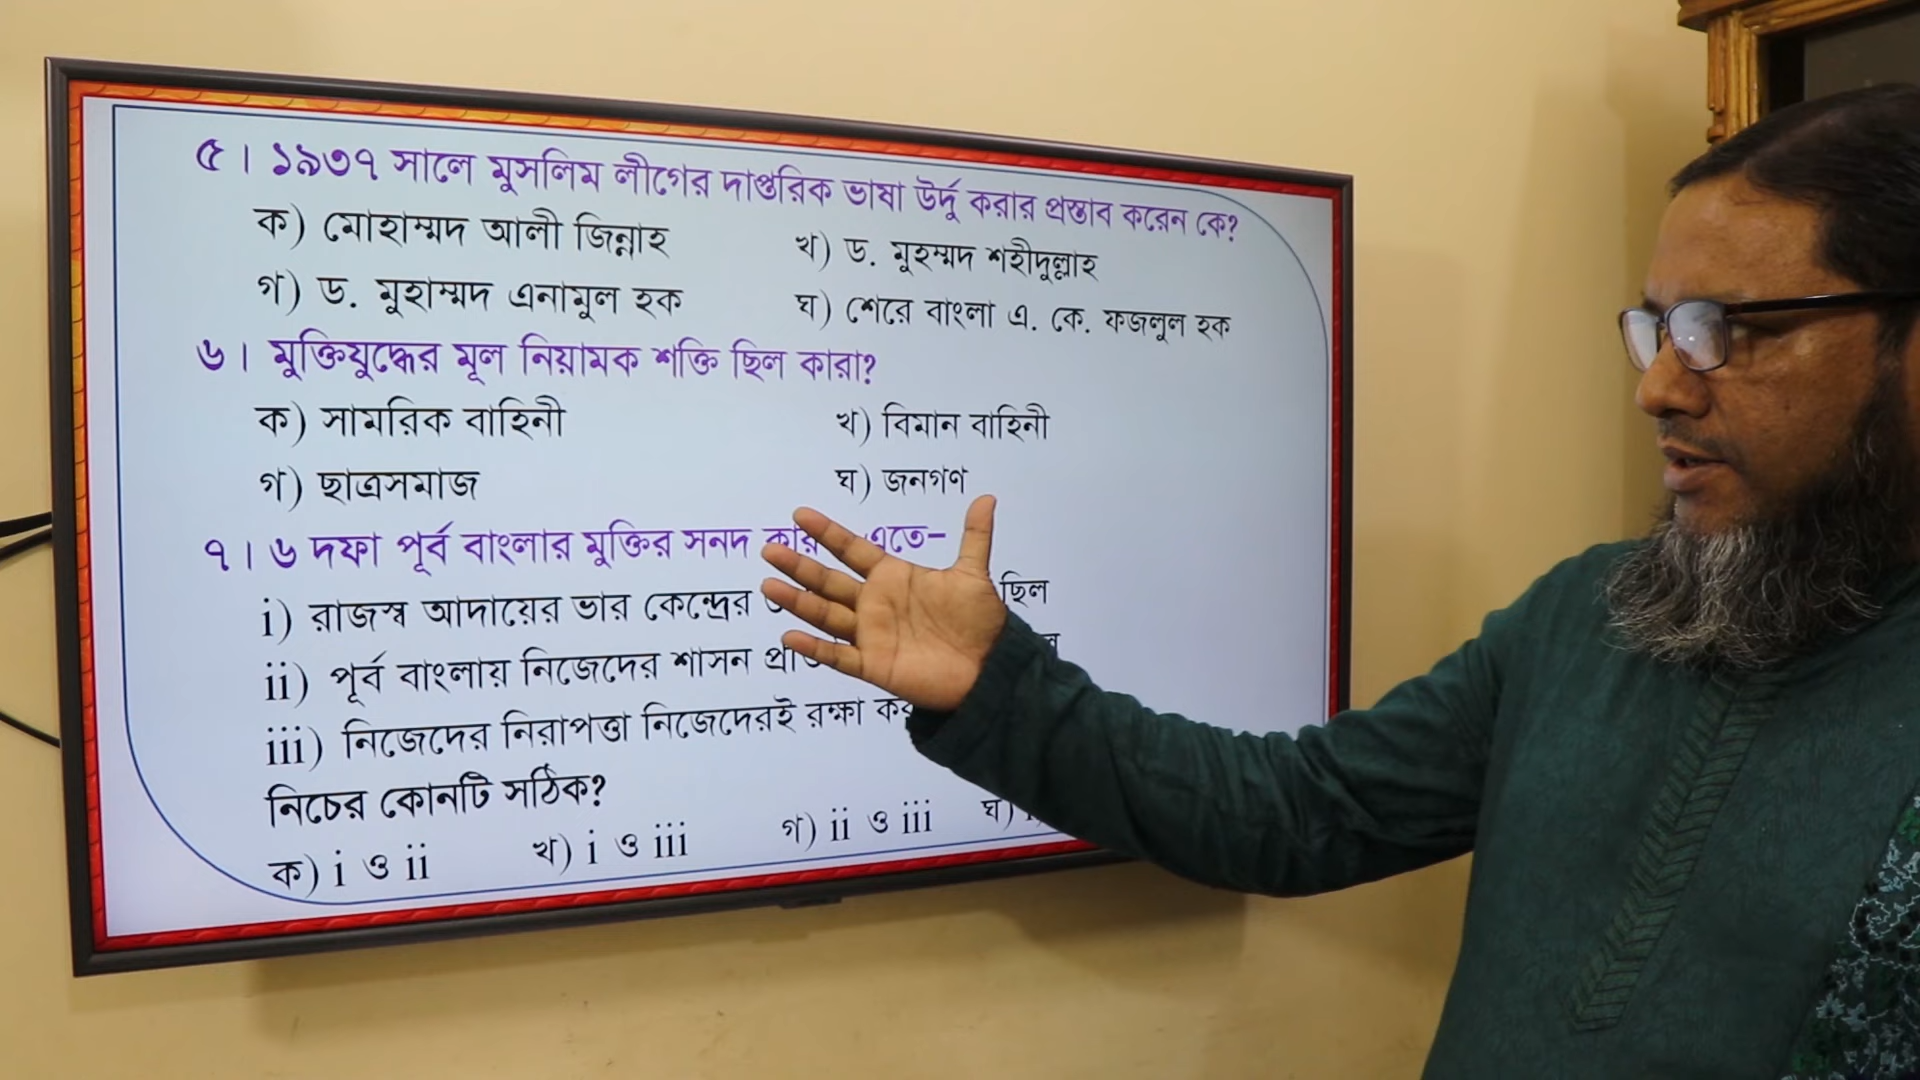 ৫। ১৯৩৭ সালে মুসলিম লীগের দাপ্তরিক ভাষা উর্দু করার প্রস্তাব করেন কে?
ক) মোহাম্মদ আলী জিন্নাহ খ) ড. মুহম্মদ শহীদুল্লাহ
গ) ড. মুহাম্মদ এনামুল হক ঘ) শেরে বাংলা এ. কে. ফজলুল হক
৬। মুক্তিযুদ্ধের মূল নিয়ামক শক্তি ছিল কারা?
ক) সামরিক বাহিনী খ) বিমান বাহিনী
গ) ছাত্রসমাজ ঘ) জনগণ
৭। ৬ দফা পূর্ব বাংলার মুক্তির সনদ এতে–
i) রাজস্ব আদায়ের ভার কেন্দ্রের ছিল
ii) পূর্ব বাংলায় নিজেদের শাসন
iii) নিজেদের নিরাপত্তা নিজেদেরই রক্ষা
নিচের কোনটি সঠিক?
ক) i ও ii খ) i ও iii গ) ii ও iii ঘ)